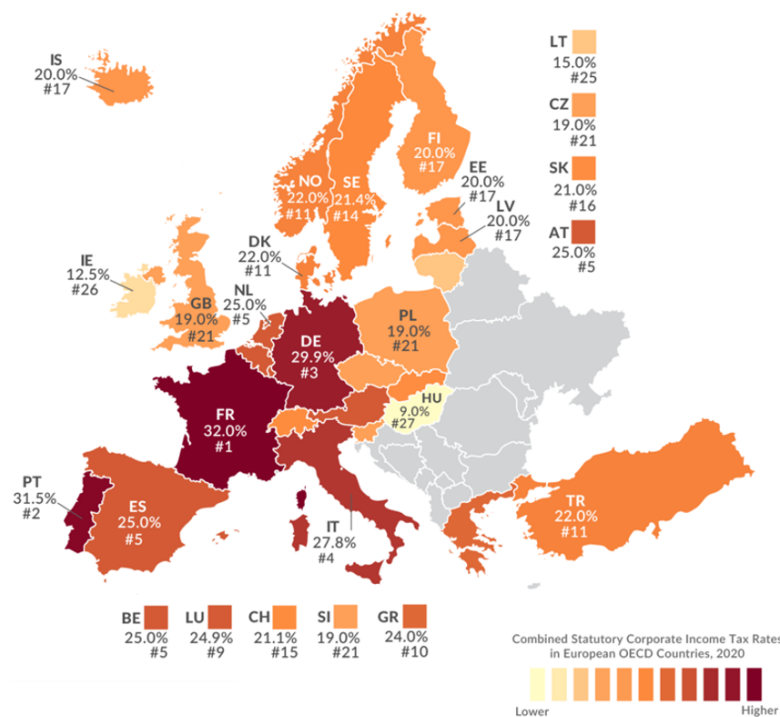 IS
20.0%
#17
LT
15.0%
#25
CZ
19.0%
#21
SK
21.0%
#16
AT
25.0%
#5
FI
20.0%
#17
NO
22.0%
#11
SE
21.4%
#14
EE
20.0%
#17
LV
20.0%
#17
DK
22.0%
#11
IE
12.5%
#26
GB
19.0%
#21
NL
25.0%
#5
DE
29.9%
#3
PL
19.0%
#21
HU
9.0%
#27
FR
32.0%
#1
PT
31.5%
#2
ES
25.0%
#5
IT
27.8%
#4
TR
22.0%
#11
BE
25.0%
#5
LU
24.9%
#9
CH
21.1%
#15
SI
19.0%
#21
GR
24.0%
#10
Combined Statutory Corporate Income Tax Rates
in European OECD Countries, 2020
Lower
Higher